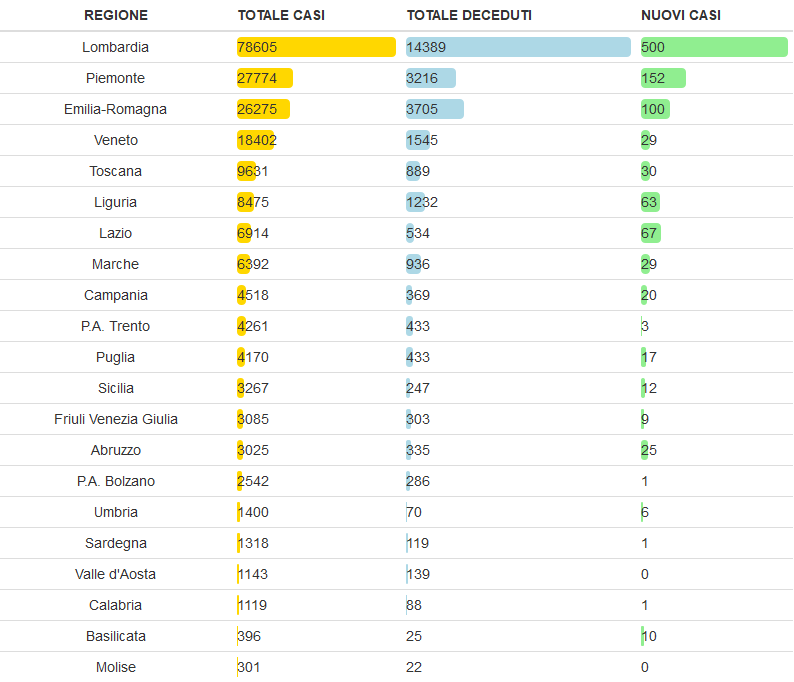 REGIONE TOTALE CASI TOTALE DECEDUTI NUOVI CASI
Lombardia 78605 14389 500
Piemonte 27774 3216 152
Emilia-Romagna 26275 3705 100
Veneto 18402 1545 29
Toscana 9631 889 30
Liguria 8475 1232 63
Lazio 6914 534 67
Marche 6392 936 29
Campania 4518 369 20
P.A. Trento 4261 433 3
Puglia 4170 433 17
Sicilia 3267 247 12
Friuli Venezia Giulia 3085 303 9
Abruzzo 3025 335 25
P.A. Bolzano 2542 286 1
Umbria 1400 70 6
Sardegna 1318 119 1
Valle d'Aosta 1143 139 0
Calabria 1119 88 1
Basilicata 396 25 10
Molise 301 22 0